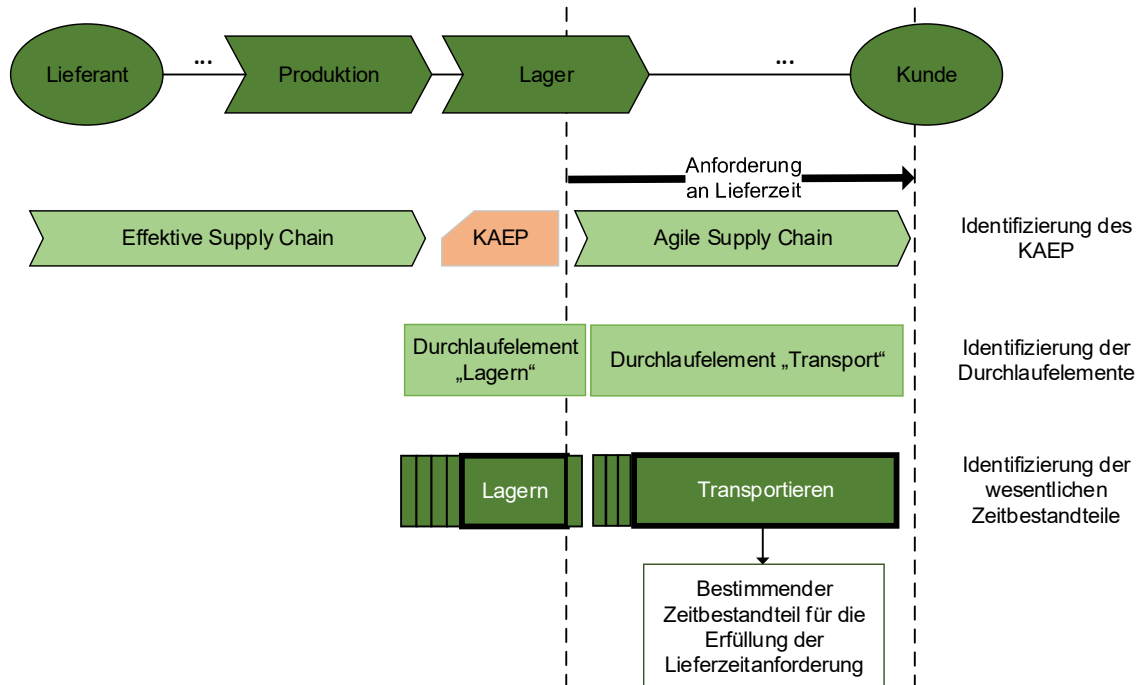 Lieferant
...
Produktion
Lager
...
Kunde
Anforderung
an Lieferzeit
Effektive Supply Chain
KAEP
Agile Supply Chain
Identifizierung des
KAEP
Durchlaufelement
„Lagern“
Durchlaufelement „Transport“
Identifizierung der
Durchlaufelemente
Lagern
Transportieren
Identifizierung der
wesentlichen
Zeitbestandteile
Bestimmender
Zeitbestandteil für die
Erfüllung der
Lieferzeitanforderung